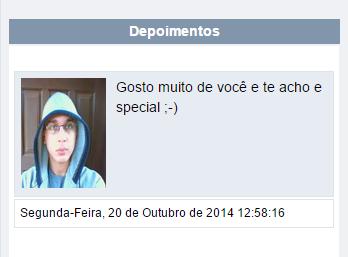 Depoimentos
Gosto muito de você e te acho e
special ;-)
Segunda-Feira, 20 de Outubro de 2014 12:58:16